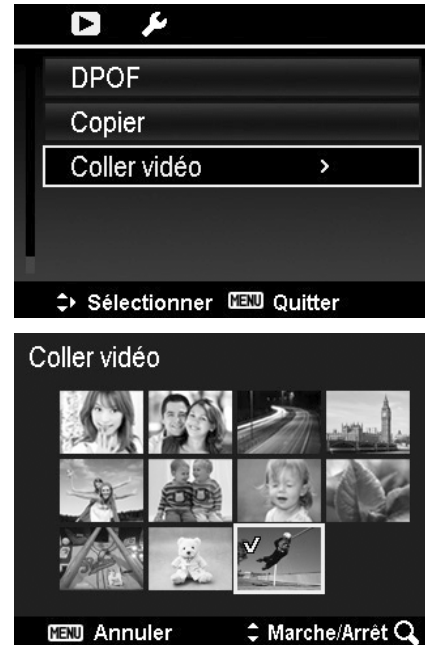 DPOF
Copier
Coller vidéo >
Sélectionner MENU Quitter
Coller vidéo
MENU Annuler Marche/Arrêt